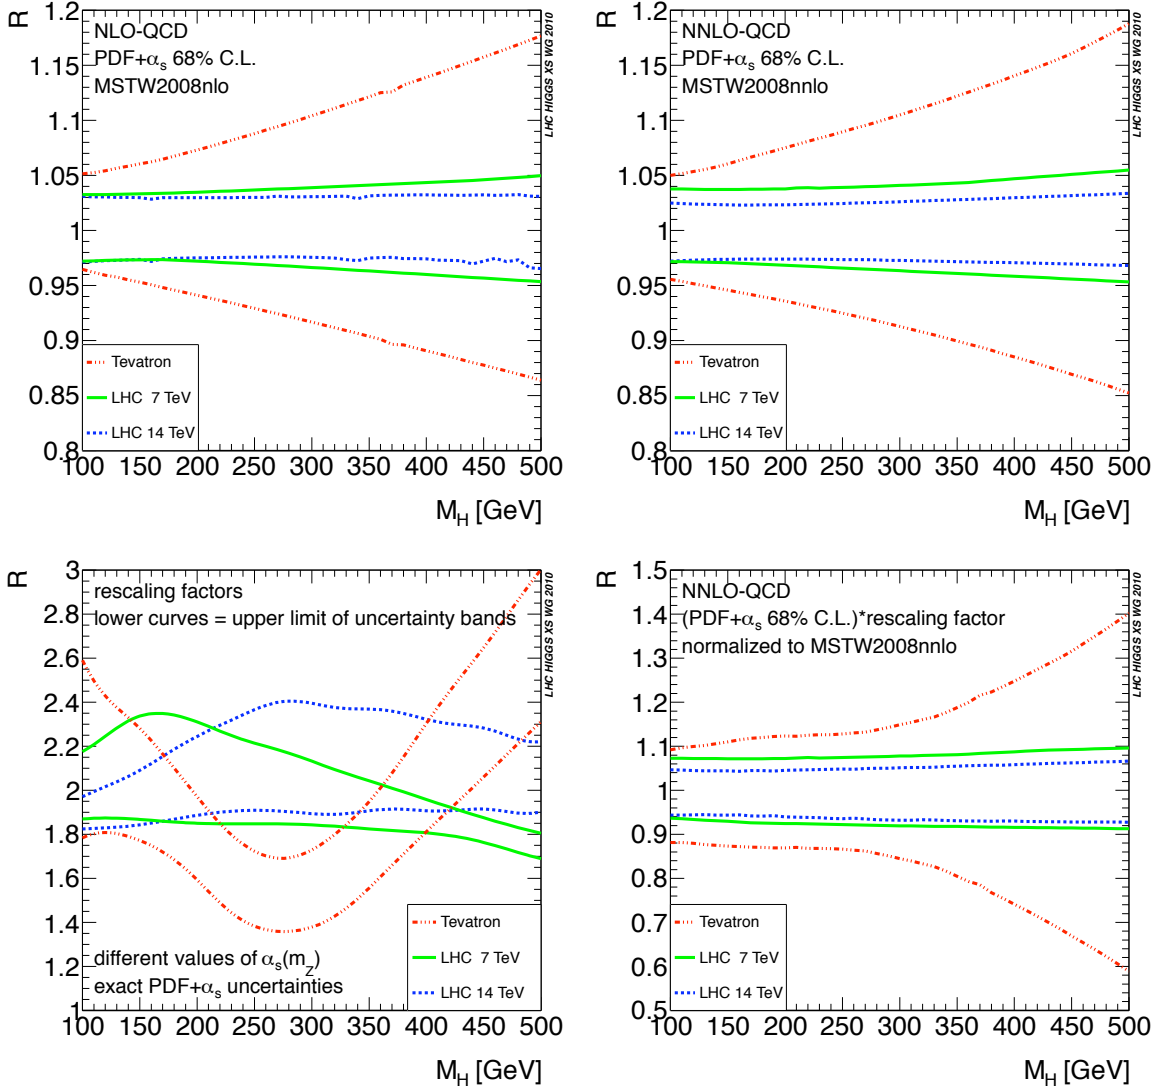 R
NLO-QCD
PDF+αs 68% C.L.
MSTW2008nlo
LHC HIGGS XS WG 2010
1.2
1.15
1.1
1.05
1
0.95
0.9
0.85
0.8
Tevatron
LHC 7 TeV
LHC 14 TeV
100 150 200 250 300 350 400 450 500
M_H [GeV]
R
NNLO-QCD
PDF+αs 68% C.L.
MSTW2008nnlo
LHC HIGGS XS WG 2010
1.2
1.15
1.1
1.05
1
0.95
0.9
0.85
0.8
Tevatron
LHC 7 TeV
LHC 14 TeV
100 150 200 250 300 350 400 450 500
M_H [GeV]
R
rescaling factors
lower curves = upper limit of uncertainty bands
LHC HIGGS XS WG 2010
3
2.8
2.6
2.4
2.2
2
1.8
1.6
1.4
1.2
1
Tevatron
LHC 7 TeV
LHC 14 TeV
different values of αs(m_Z)
exact PDF+αs uncertainties
100 150 200 250 300 350 400 450 500
M_H [GeV]
R
NNLO-QCD
(PDF+αs 68% C.L.)*rescaling factor
normalized to MSTW2008nnlo
LHC HIGGS XS WG 2010
1.5
1.4
1.3
1.2
1.1
1
0.9
0.8
0.7
0.6
0.5
Tevatron
LHC 7 TeV
LHC 14 TeV
100 150 200 250 300 350 400 450 500
M_H [GeV]